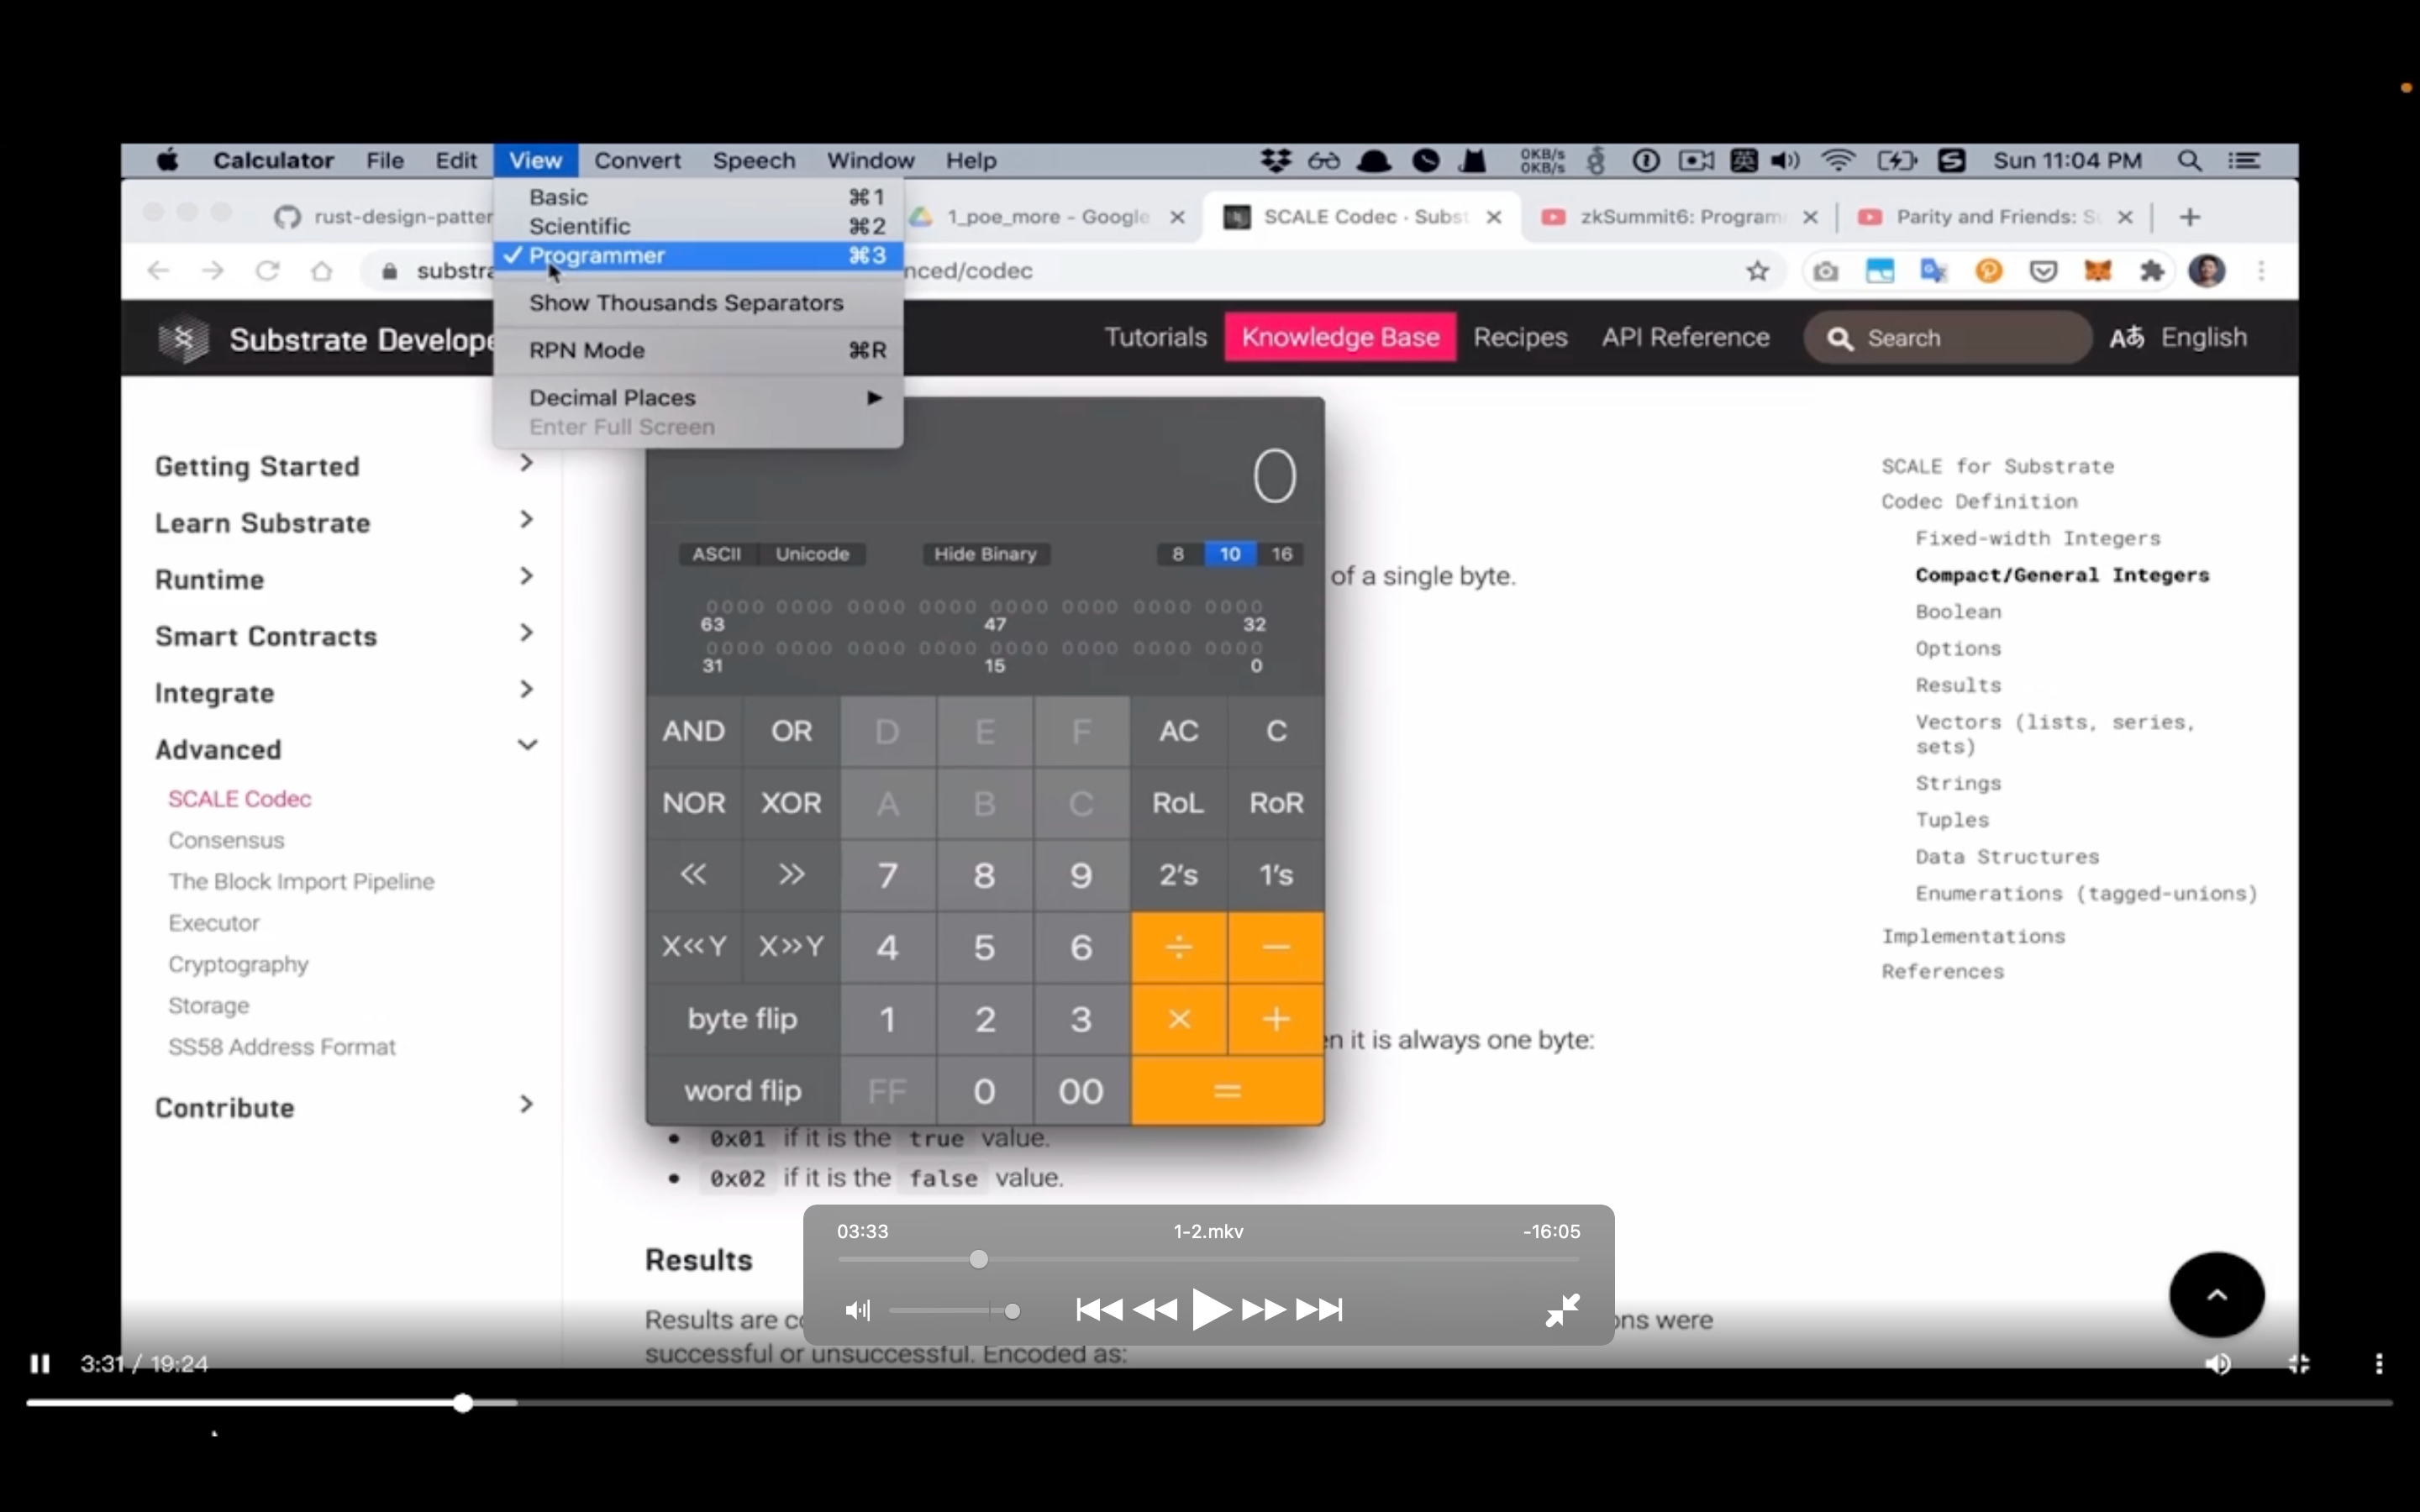 Calculator File Edit View Convert Speech Window Help 0KB/s 0KB/s 英 Sun 11:04 PM
Basic ⌘1
Scientific ⌘2
✓ Programmer ⌘3
Show Thousands Separators
RPN Mode ⌘R
Decimal Places ▶
Enter Full Screen
rust-design-patter 1_poe_more - Google SCALE Codec · Subst zkSummit6: Program Parity and Friends: S
substra nced/codec
Substrate Develope Tutorials Knowledge Base Recipes API Reference Search Aあ English
Getting Started
Learn Substrate
Runtime
Smart Contracts
Integrate
Advanced
SCALE Codec
Consensus
The Block Import Pipeline
Executor
Cryptography
Storage
SS58 Address Format
Contribute
0
ASCII Unicode Hide Binary 8 10 16
0000 0000 0000 0000 0000 0000 0000 0000
63 47 32
0000 0000 0000 0000 0000 0000 0000 0000
31 15 0
AND OR D E F AC C
NOR XOR A B C RoL RoR
<< >> 7 8 9 2's 1's
X<<Y X>>Y 4 5 6 ÷ −
byte flip 1 2 3 × +
word flip FF 0 00 =
of a single byte.
en it is always one byte:
• 0x01 if it is the true value.
• 0x02 if it is the false value.
Results
Results are co ons were
successful or unsuccessful. Encoded as:
SCALE for Substrate
Codec Definition
Fixed-width Integers
Compact/General Integers
Boolean
Options
Results
Vectors (lists, series,
sets)
Strings
Tuples
Data Structures
Enumerations (tagged-unions)
Implementations
References
03:33 1-2.mkv -16:05
3:31 / 19:24